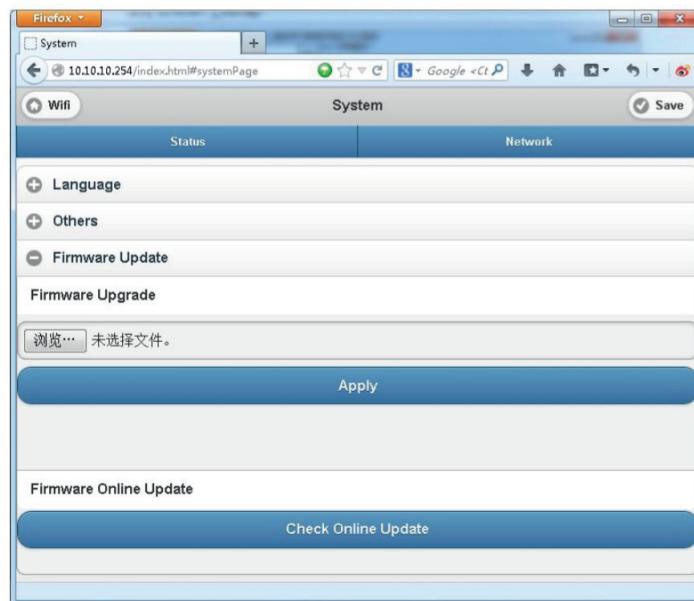 Firefox
System
10.10.10.254/index.html#systemPage
Google <Ct
Wifi
System
Save
Status
Network
Language
Others
Firmware Update
Firmware Upgrade
浏览… 未选择文件。
Apply
Firmware Online Update
Check Online Update